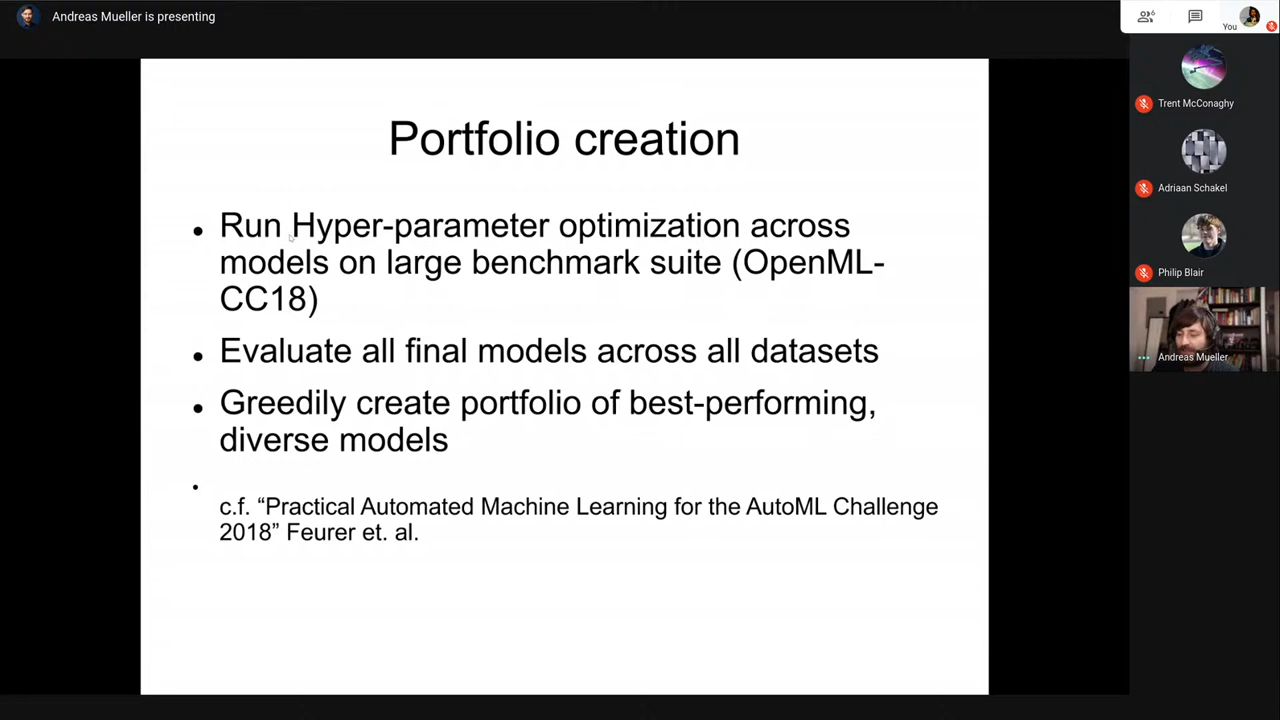 Andreas Mueller is presenting
6
You
Portfolio creation
Run Hyper-parameter optimization across
models on large benchmark suite (OpenML-
CC18)
Evaluate all final models across all datasets
Greedily create portfolio of best-performing,
diverse models
c.f. “Practical Automated Machine Learning for the AutoML Challenge
2018” Feurer et. al.
Trent McConaghy
Adriaan Schakel
Philip Blair
Andreas Mueller